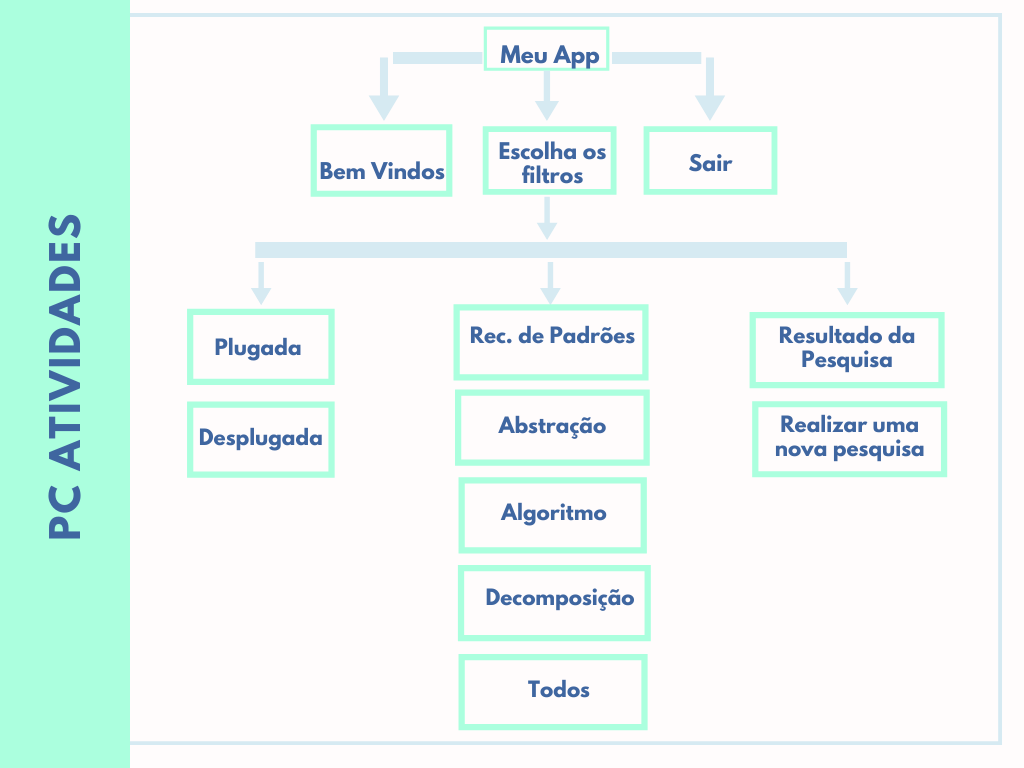 PC ATIVIDADES
Meu App
Bem Vindos
Escolha os
filtros
Sair
Plugada
Desplugada
Rec. de Padrões
Abstração
Algoritmo
Decomposição
Todos
Resultado da
Pesquisa
Realizar uma
nova pesquisa